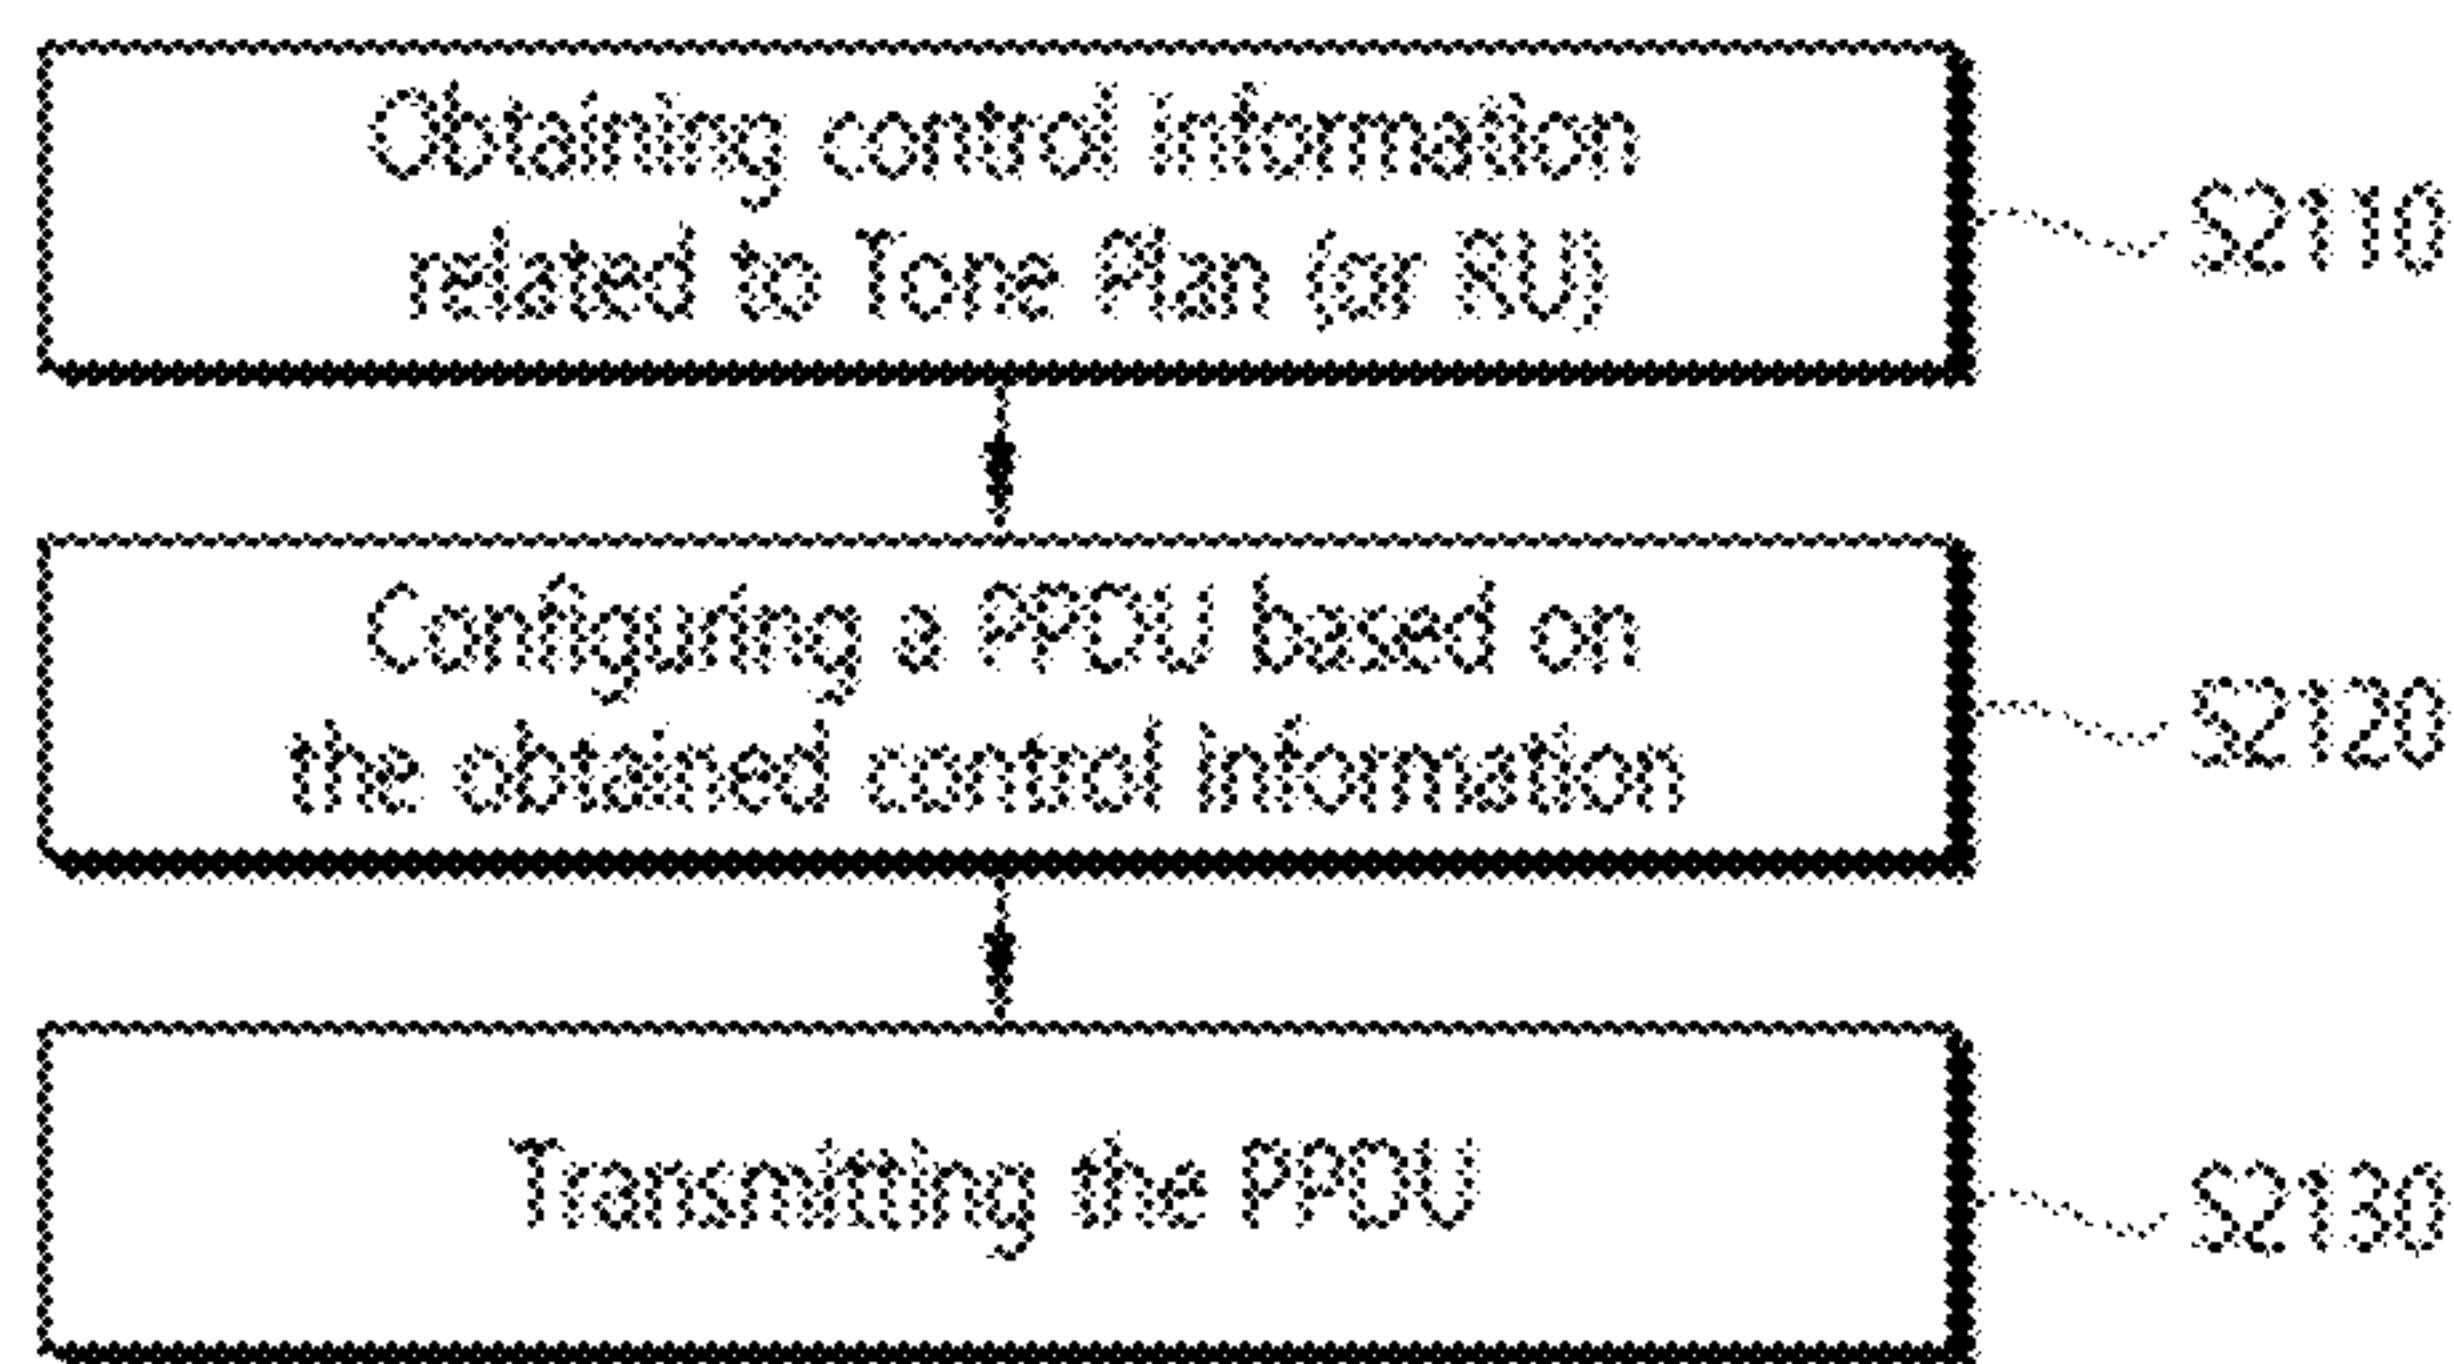 Obtaining control information
related to Tone Plan (or RU)
S2110
Configuring a PPDU based on
the obtained control information
S2120
Transmitting the PPDU
S2130